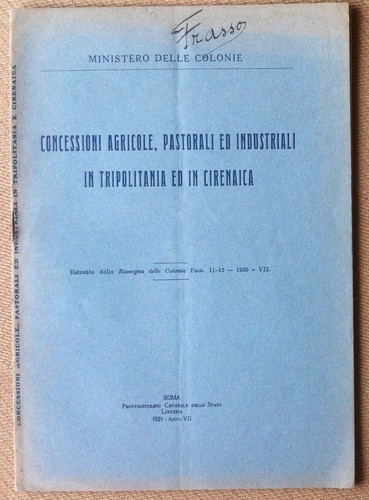 Frasso
MINISTERO DELLE COLONIE
CONCESSIONI AGRICOLE, PASTORALI ED INDUSTRIALI
IN TRIPOLITANIA ED IN CIRENAICA
Estratto dalla Rassegna delle Colonie Fasc. 11-12 — 1929 - VII.
ROMA
PROVVEDITORATO GENERALE DELLO STATO
LIBRERIA
1929 - ANNO VII
CONCESSIONI AGRICOLE, PASTORALI ED INDUSTRIALI IN TRIPOLITANIA E CIRENAICA